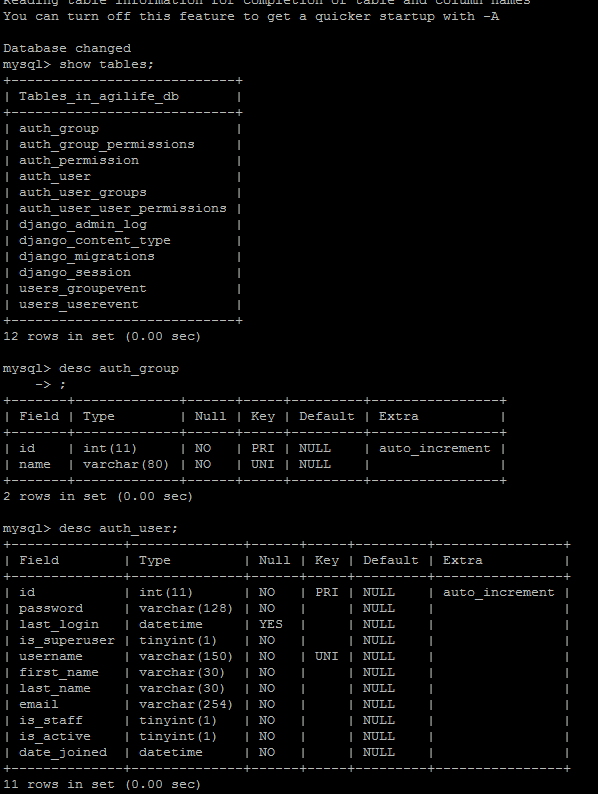 Reading table information for completion of table and column names
You can turn off this feature to get a quicker startup with -A
Database changed
mysql> show tables;
+----------------------------+
| Tables_in_agilife_db       |
+----------------------------+
| auth_group                 |
| auth_group_permissions     |
| auth_permission            |
| auth_user                  |
| auth_user_groups           |
| auth_user_user_permissions |
| django_admin_log           |
| django_content_type        |
| django_migrations          |
| django_session             |
| users_groupevent           |
| users_userevent            |
+----------------------------+
12 rows in set (0.00 sec)
mysql> desc auth_group
    -> ;
+-------+-------------+------+-----+---------+----------------+
| Field | Type        | Null | Key | Default | Extra          |
+-------+-------------+------+-----+---------+----------------+
| id    | int(11)     | NO   | PRI | NULL    | auto_increment |
| name  | varchar(80) | NO   | UNI | NULL    |                |
+-------+-------------+------+-----+---------+----------------+
2 rows in set (0.00 sec)
mysql> desc auth_user;
+--------------+--------------+------+-----+---------+----------------+
| Field        | Type         | Null | Key | Default | Extra          |
+--------------+--------------+------+-----+---------+----------------+
| id           | int(11)      | NO   | PRI | NULL    | auto_increment |
| password     | varchar(128) | NO   |     | NULL    |                |
| last_login   | datetime     | YES  |     | NULL    |                |
| is_superuser | tinyint(1)   | NO   |     | NULL    |                |
| username     | varchar(150) | NO   | UNI | NULL    |                |
| first_name   | varchar(30)  | NO   |     | NULL    |                |
| last_name    | varchar(30)  | NO   |     | NULL    |                |
| email        | varchar(254) | NO   |     | NULL    |                |
| is_staff     | tinyint(1)   | NO   |     | NULL    |                |
| is_active    | tinyint(1)   | NO   |     | NULL    |                |
| date_joined  | datetime     | NO   |     | NULL    |                |
+--------------+--------------+------+-----+---------+----------------+
11 rows in set (0.00 sec)